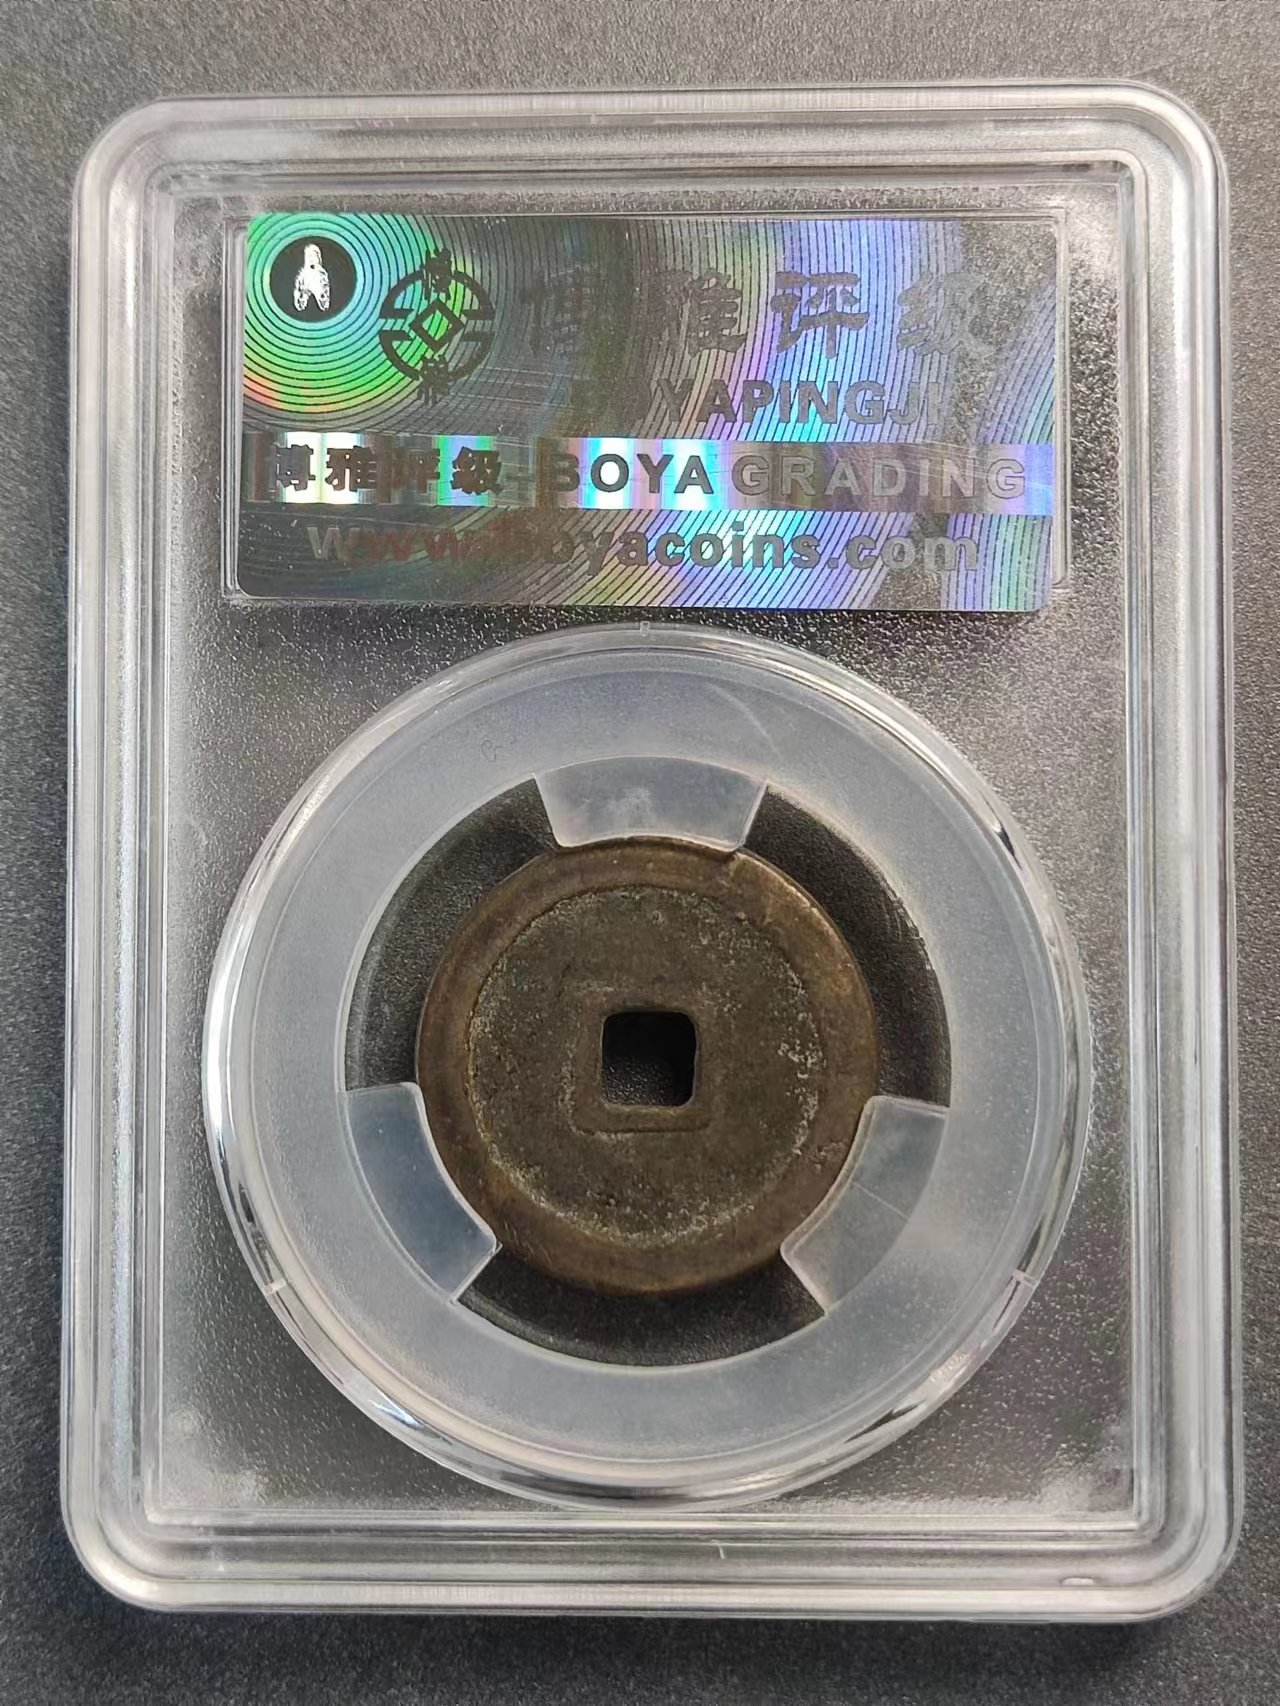 博雅评级
BOYAPINGJI
博雅评级 BOYA GRADING
www.boyacoins.com